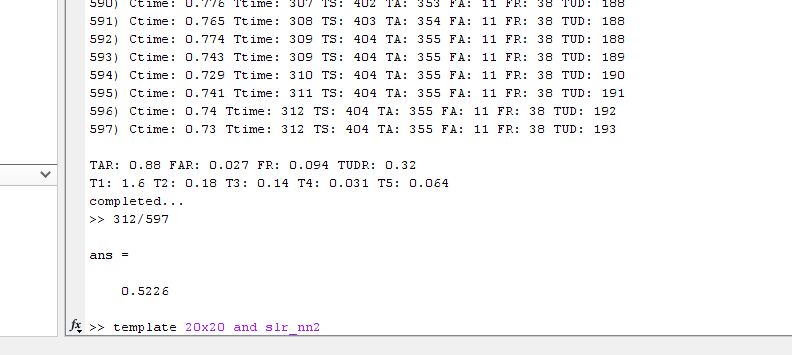 590) Ctime: 0.776 Ttime: 307 TS: 402 TA: 353 FA: 11 FR: 38 TUD: 188
591) Ctime: 0.765 Ttime: 308 TS: 403 TA: 354 FA: 11 FR: 38 TUD: 188
592) Ctime: 0.774 Ttime: 309 TS: 404 TA: 355 FA: 11 FR: 38 TUD: 188
593) Ctime: 0.743 Ttime: 309 TS: 404 TA: 355 FA: 11 FR: 38 TUD: 189
594) Ctime: 0.729 Ttime: 310 TS: 404 TA: 355 FA: 11 FR: 38 TUD: 190
595) Ctime: 0.741 Ttime: 311 TS: 404 TA: 355 FA: 11 FR: 38 TUD: 191
596) Ctime: 0.74 Ttime: 312 TS: 404 TA: 355 FA: 11 FR: 38 TUD: 192
597) Ctime: 0.73 Ttime: 312 TS: 404 TA: 355 FA: 11 FR: 38 TUD: 193
TAR: 0.88 FAR: 0.027 FR: 0.094 TUDR: 0.32
T1: 1.6 T2: 0.18 T3: 0.14 T4: 0.031 T5: 0.064
completed...
>> 312/597
ans =
0.5226
fx >> template 20x20 and slr_nn2